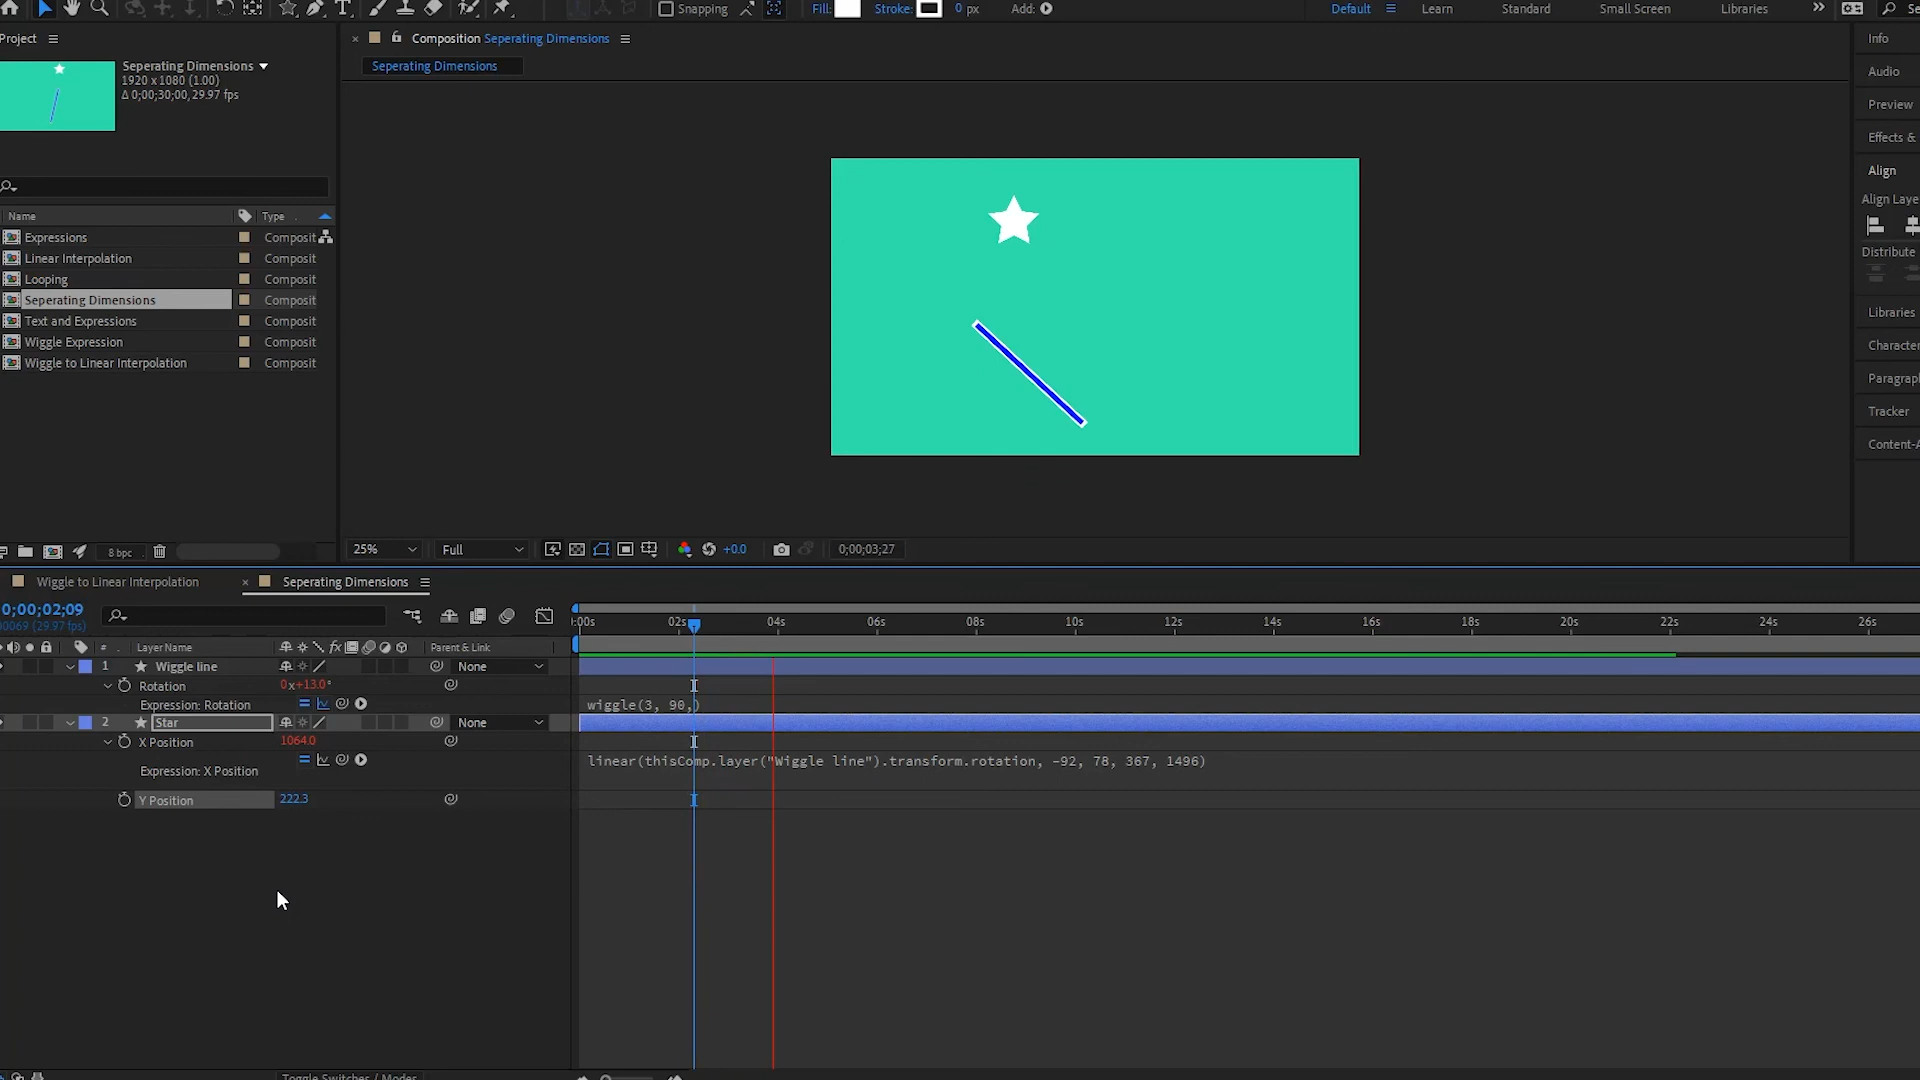 Snapping
Fill:
Stroke:
0 px
Add:
Default
Learn
Standard
Small Screen
Libraries
Se
Project
Composition Seperating Dimensions
Info
Seperating Dimensions
Seperating Dimensions
1920 x 1080 (1.00)
Δ 0;00;30;00, 29.97 fps
Audio
Preview
Effects &
Align
Align Laye
Name
Type
Expressions
Composit
Linear Interpolation
Composit
Distribute
Looping
Composit
Seperating Dimensions
Composit
Text and Expressions
Composit
Libraries
Wiggle Expression
Composit
Character
Wiggle to Linear Interpolation
Composit
Paragrap
Tracker
Content-A
8 bpc
25%
Full
+0.0
0;00;03;27
Wiggle to Linear Interpolation
Seperating Dimensions
0;00;02;09
00069 (29.97 fps)
:00s
02s
04s
06s
08s
10s
12s
14s
16s
18s
20s
22s
24s
26s
#
Layer Name
fx
Parent & Link
1
Wiggle line
None
Rotation
0x+13.0°
Expression: Rotation
wiggle(3, 90,)
2
Star
None
X Position
1064.0
Expression: X Position
linear(thisComp.layer("Wiggle line").transform.rotation, -92, 78, 367, 1496)
Y Position
222.3
Toggle Switches / Modes